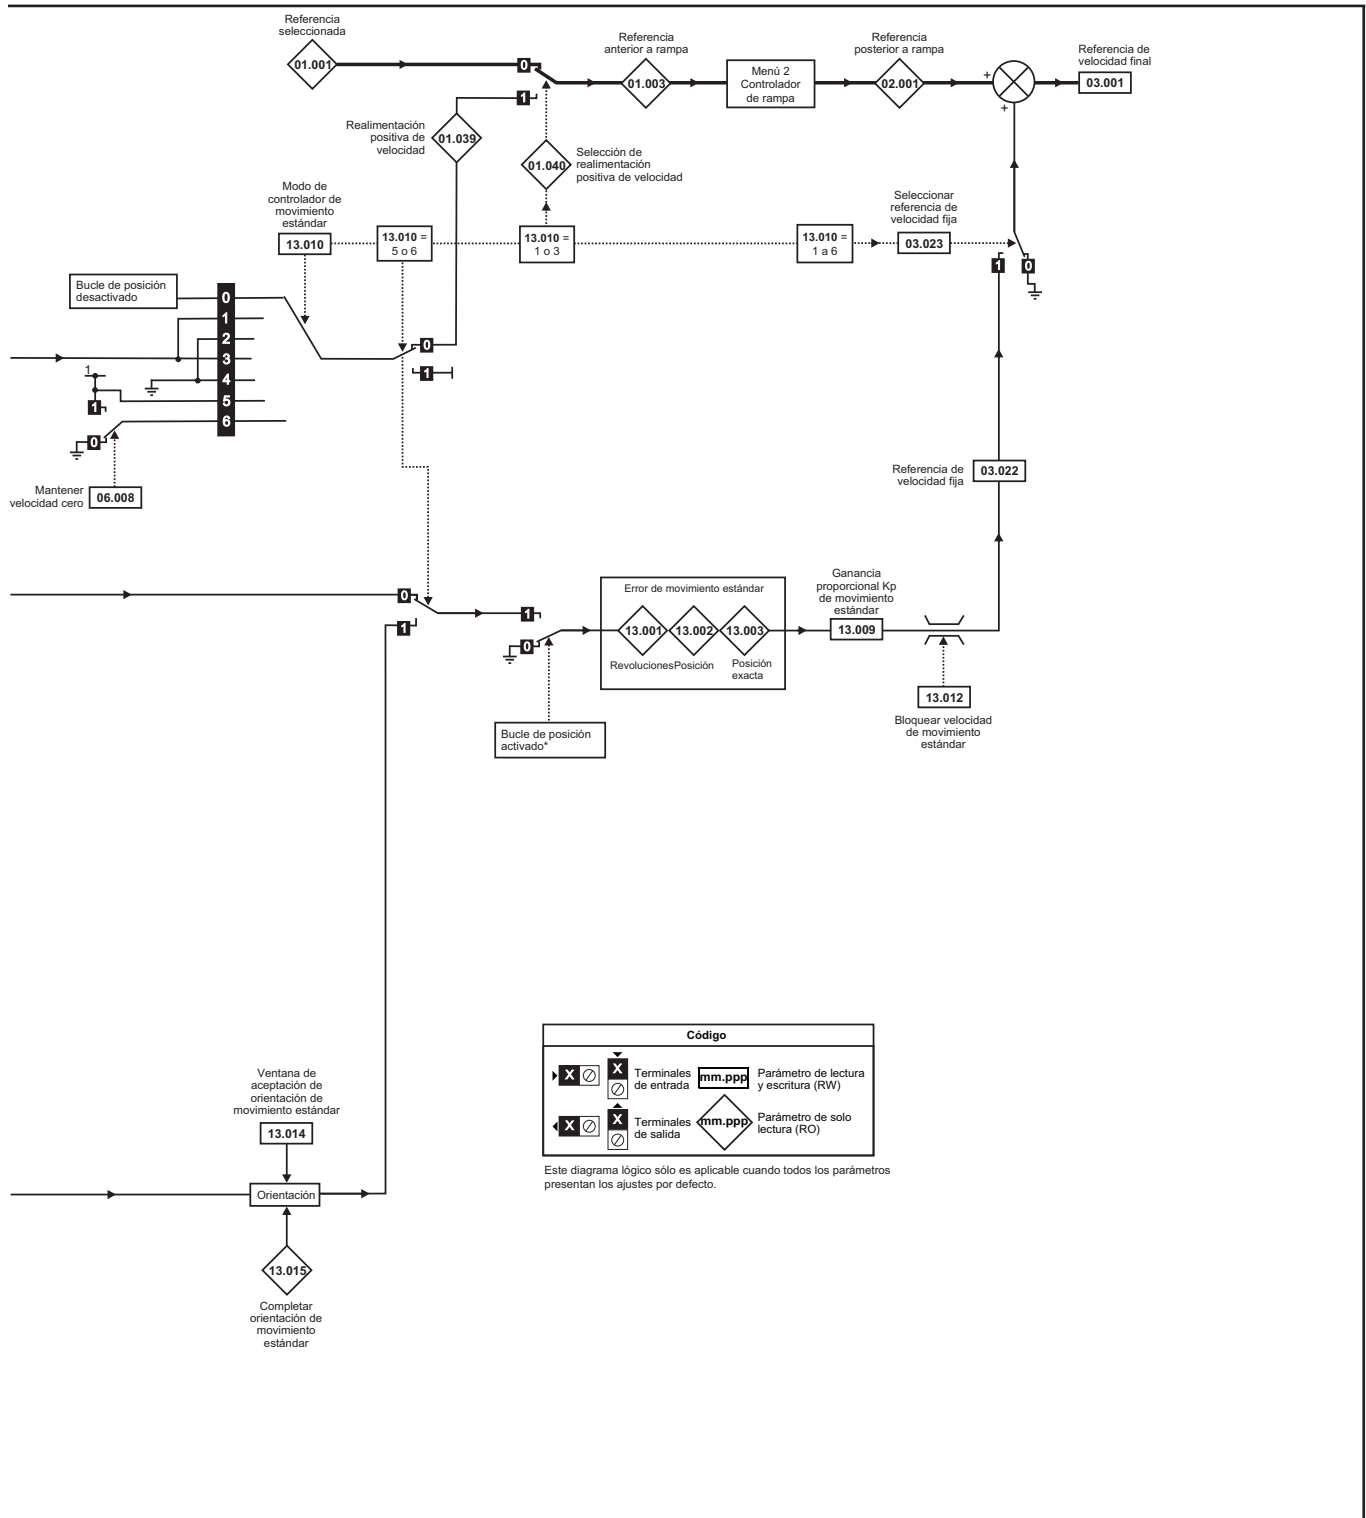 Referencia
seleccionada
01.001
0
1
Referencia
anterior a rampa
01.003
Menú 2
Controlador
de rampa
Referencia
posterior a rampa
02.001
+
+
Referencia de
velocidad final
03.001
Realimentación
positiva de
velocidad
01.039
01.040
Selección de
realimentación
positiva de velocidad
Modo de
controlador de
movimiento
estándar
13.010
13.010 =
5 o 6
13.010 =
1 o 3
13.010 =
1 a 6
Seleccionar
referencia de
velocidad fija
03.023
1
0
Bucle de posición
desactivado
0
1
2
3
4
5
6
0
1
1
1
0
Mantener
velocidad cero
06.008
Referencia de
velocidad fija
03.022
0
1
1
0
Error de movimiento estándar
13.001
13.002
13.003
Revoluciones
Posición
Posición
exacta
Ganancia
proporcional Kp
de movimiento
estándar
13.009
13.012
Bloquear velocidad
de movimiento
estándar
Bucle de posición
activado*
Código
X
X
Terminales
de entrada
mm.ppp
Parámetro de lectura
y escritura (RW)
X
X
Terminales
de salida
mm.ppp
Parámetro de solo
lectura (RO)
Este diagrama lógico sólo es aplicable cuando todos los parámetros
presentan los ajustes por defecto.
Ventana de
aceptación de
orientación de
movimiento estándar
13.014
Orientación
13.015
Completar
orientación de
movimiento
estándar